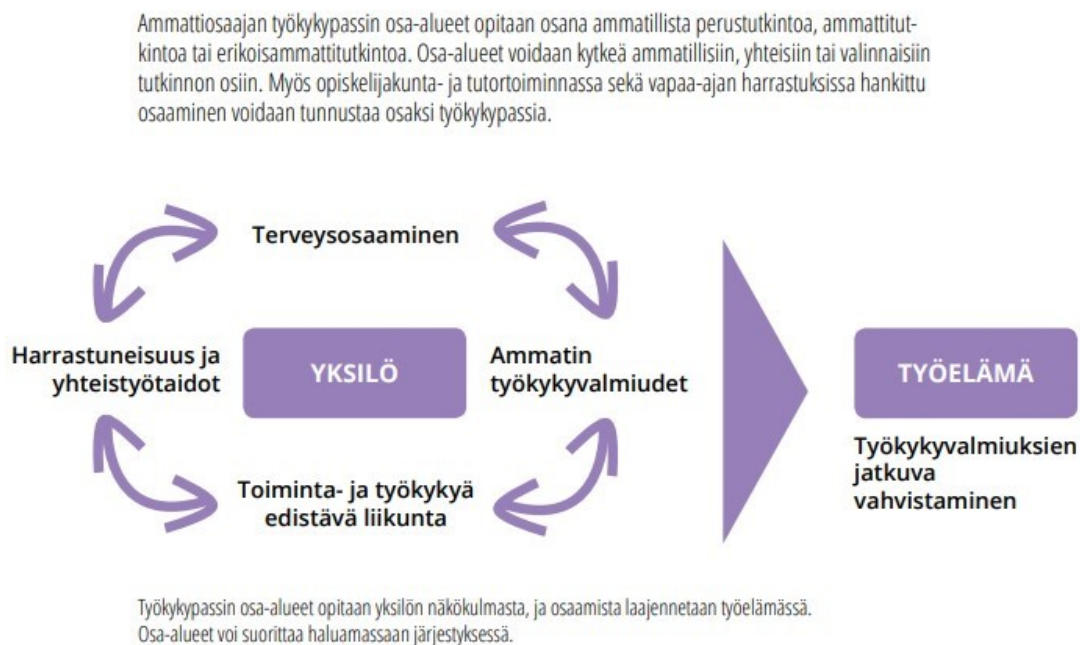 Ammattiosaajan työkykypassin osa-alueet opitaan osana ammatillista perustutkintoa, ammattitut-
kintoa tai erikoisammattitutkintoa. Osa-alueet voidaan kytkeä ammatillisiin, yhteisiin tai valinnaisiin
tutkinnon osiin. Myös opiskelijakunta- ja tutortoiminnassa sekä vapaa-ajan harrastuksissa hankittu
osaaminen voidaan tunnustaa osaksi työkykypassia.
Terveysosaaminen
Harrastuneisuus ja
yhteistyötaidot
YKSILÖ
Ammatin
työkykyvalmiudet
Toiminta- ja työkykyä
edistävä liikunta
TYÖELÄMÄ
Työkykyvalmiuksien
jatkuva
vahvistaminen
Työkykypassin osa-alueet opitaan yksilön näkökulmasta, ja osaamista laajennetaan työelämässä.
Osa-alueet voi suorittaa haluamassaan järjestyksessä.